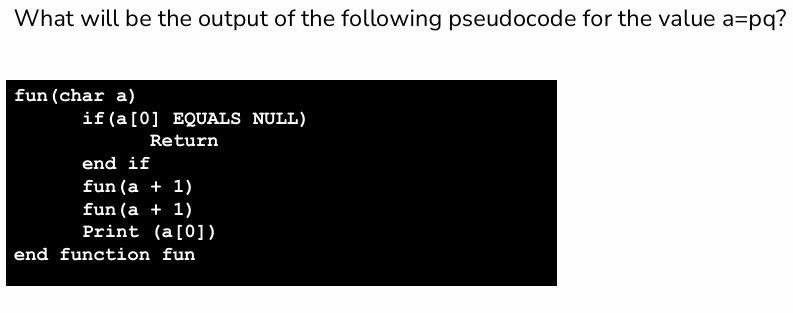 What will be the output of the following pseudocode for the value a=pq?
fun(char a)
if(a[0] EQUALS NULL)
Return
end if
fun(a + 1)
fun(a + 1)
Print (a[0])
end function fun